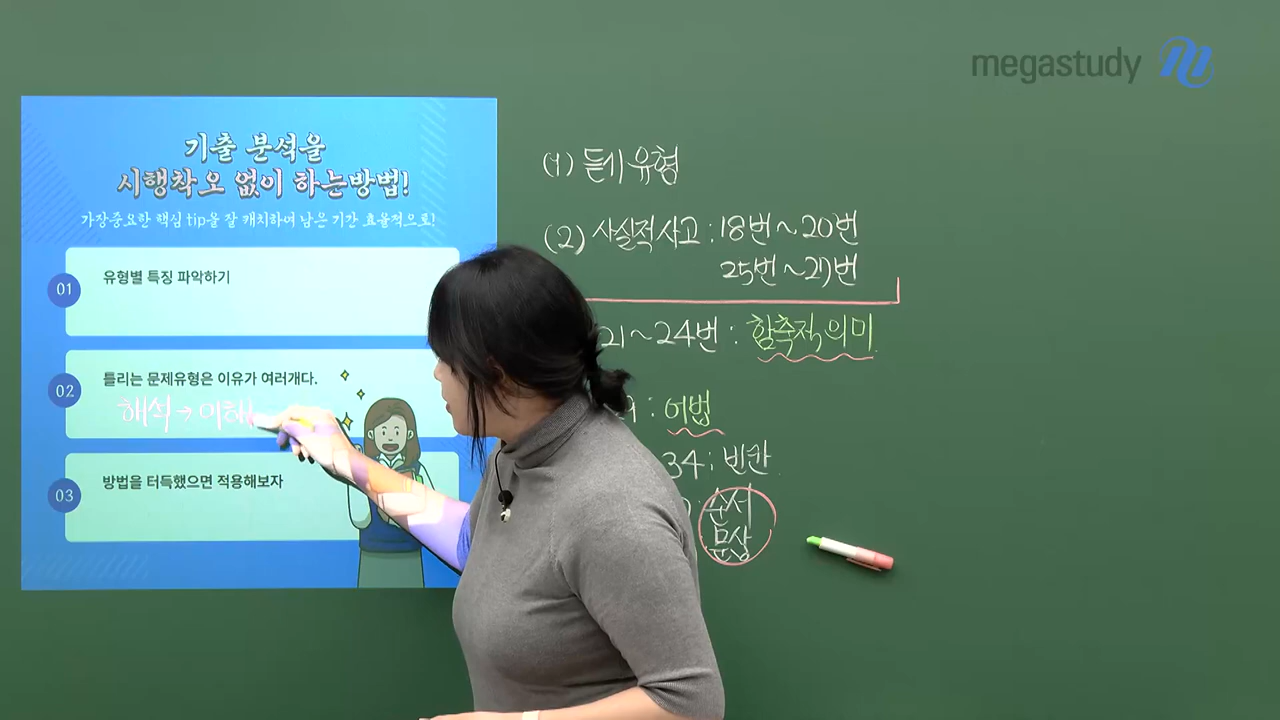 megastudy
기출 분석을
시행착오 없이 하는방법!
가장중요한 핵심 tip을 잘 캐치하여 남은 기간 효율적으로!
01
유형별 특징 파악하기
02
틀리는 문제유형은 이유가 여러개다.
해석 → 이해
03
방법을 터득했으면 적용해보자
(1) 듣기 유형
(2) 사실적 사고 : 18번~20번
25번~27번
21~24번 : 함축적 의미
: 어법
34 : 빈칸
: 순서
문삽